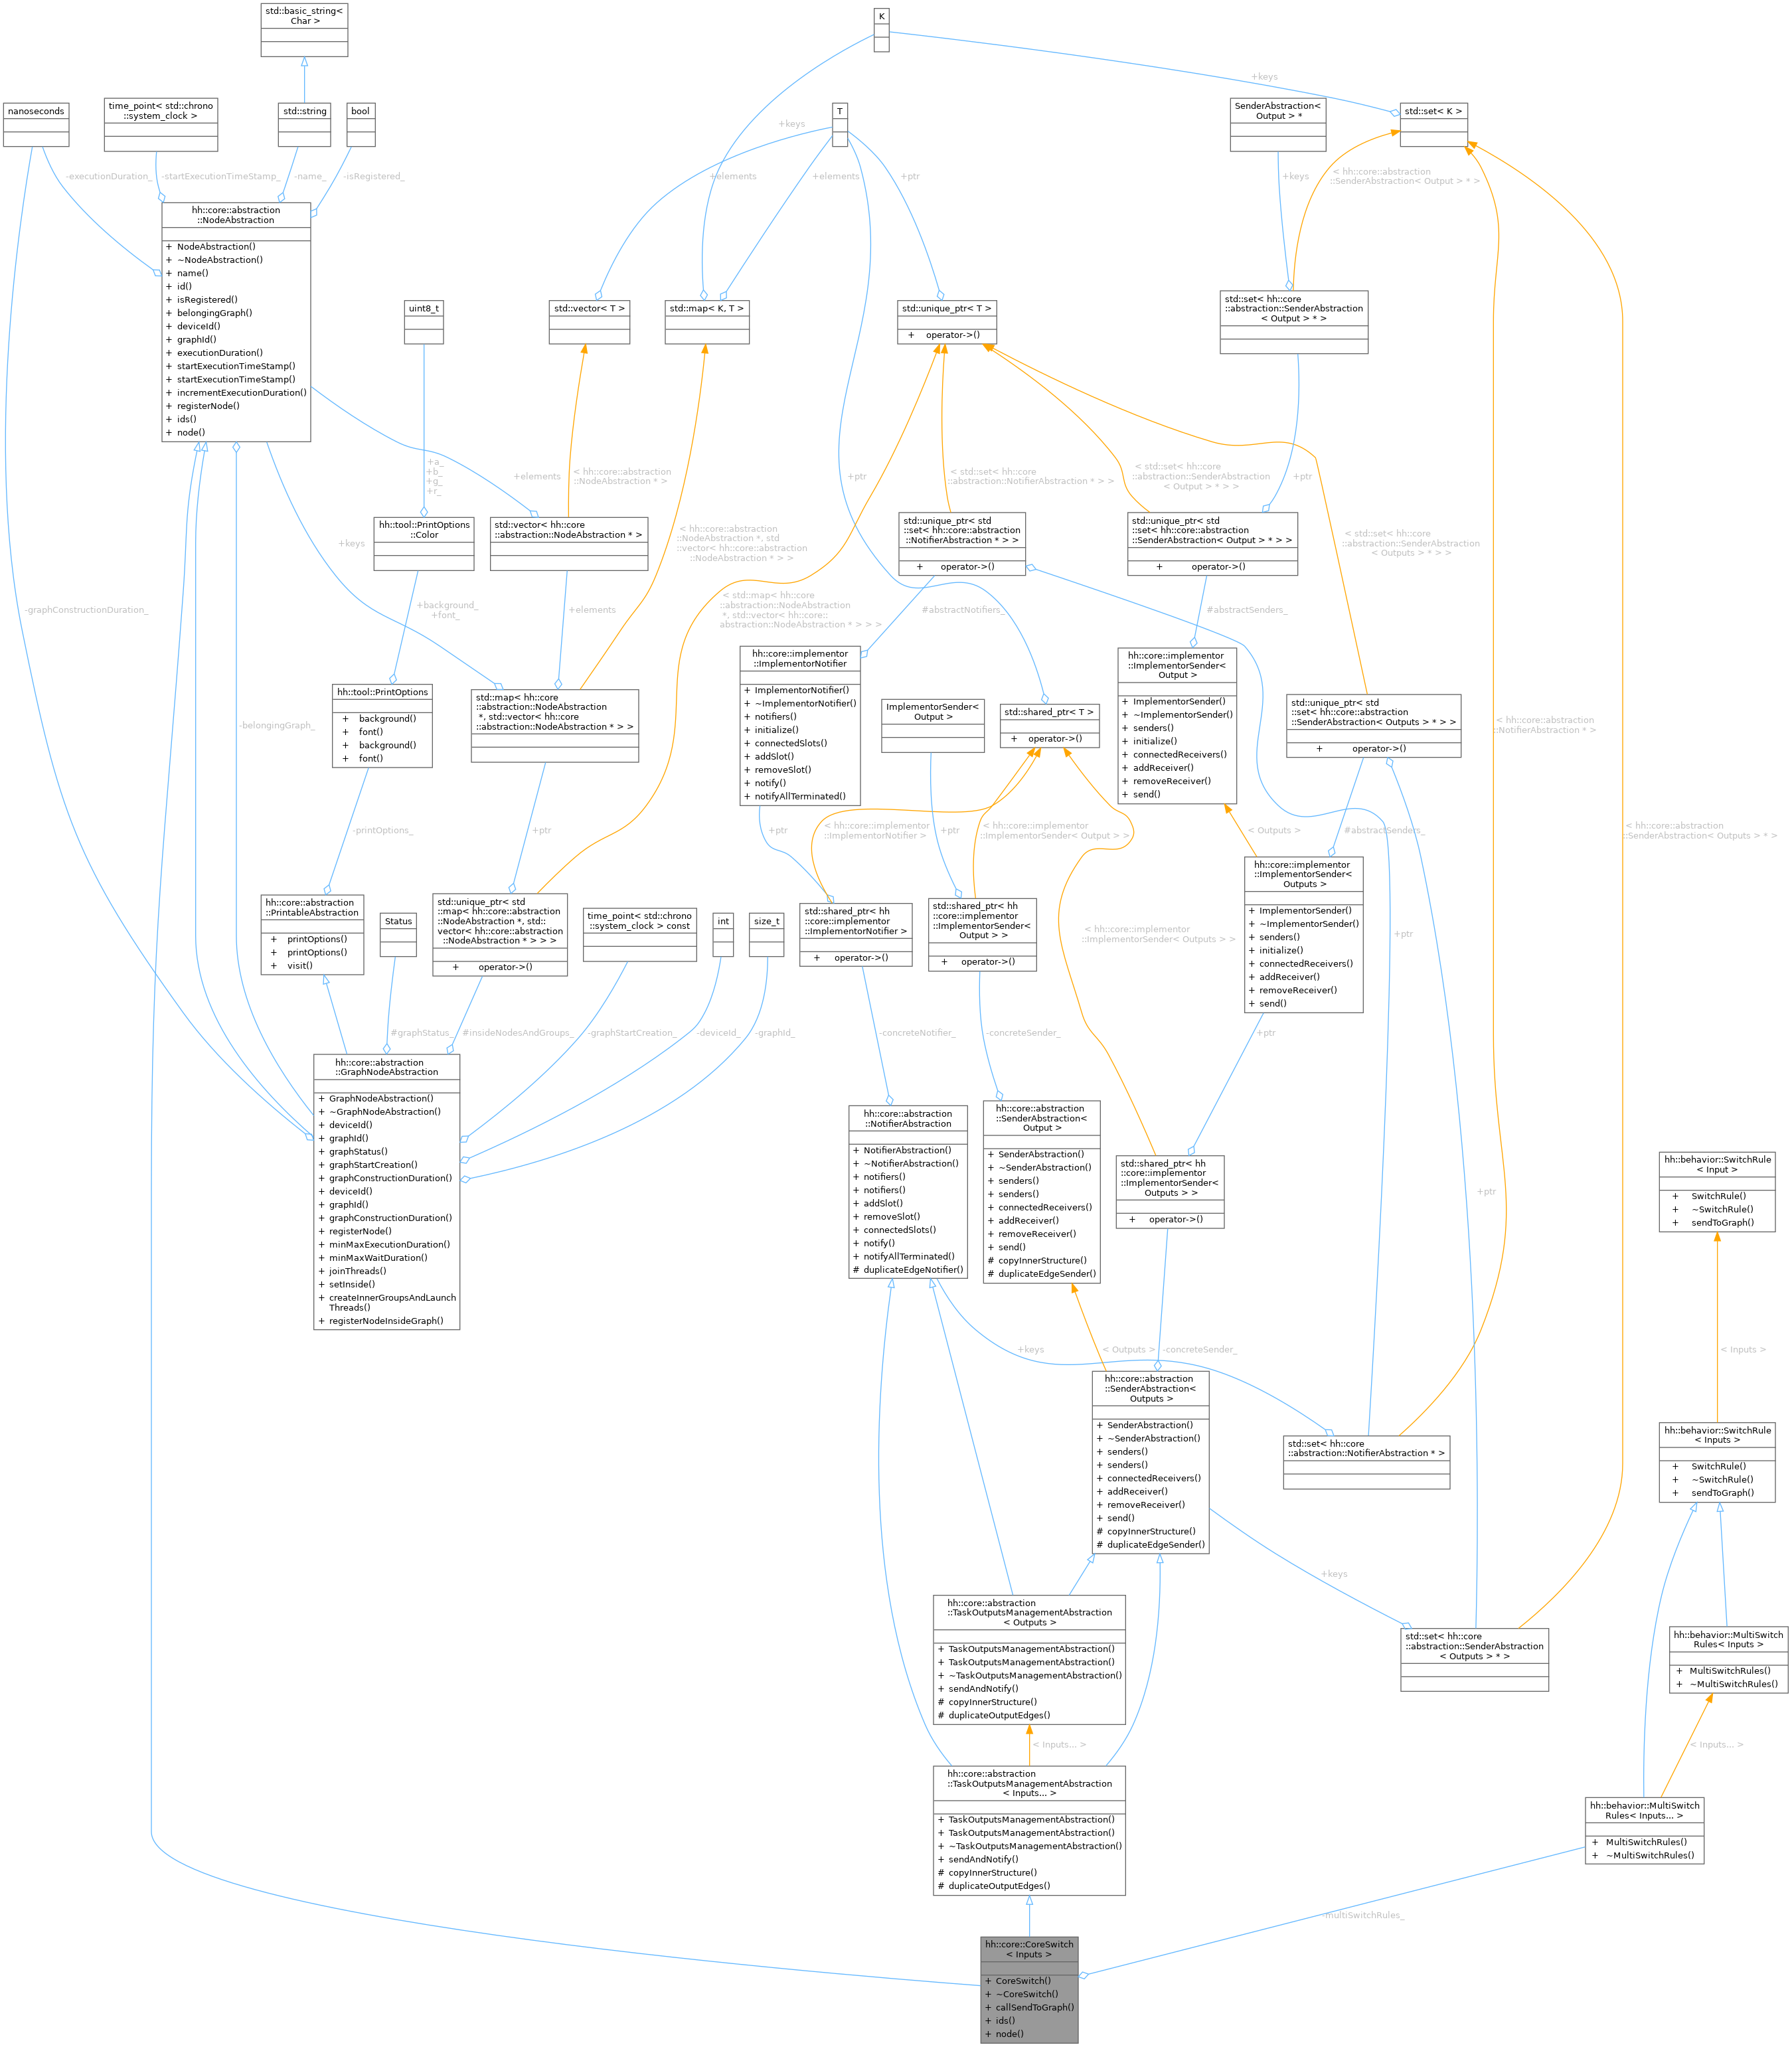 std::basic_string<
Char >
K
nanoseconds
time_point< std::chrono
::system_clock >
std::string
bool
T
SenderAbstraction<
Output > *
std::set< K >
+keys
+keys
-executionDuration_
-startExecutionTimeStamp_
-name_
-isRegistered_
+elements
+elements
+ptr
+keys
< hh::core::abstraction
::SenderAbstraction< Output > * >
hh::core::abstraction
::NodeAbstraction
+ NodeAbstraction()
+ ~NodeAbstraction()
+ name()
+ id()
+ isRegistered()
+ belongingGraph()
+ deviceId()
+ graphId()
+ executionDuration()
+ startExecutionTimeStamp()
+ startExecutionTimeStamp()
+ incrementExecutionDuration()
+ registerNode()
+ ids()
+ node()
uint8_t
std::vector< T >
std::map< K, T >
std::unique_ptr< T >
+ operator->()
std::set< hh::core
::abstraction::SenderAbstraction
< Output > * >
+a_
+b_
+g_
+r_
+elements
< hh::core::abstraction
::NodeAbstraction * >
+ptr
< std::set< hh::core
::abstraction::NotifierAbstraction * > >
< std::set< hh::core
::abstraction::SenderAbstraction
< Output > * > >
+ptr
+keys
< hh::core::abstraction
::NodeAbstraction *, std
::vector< hh::core::abstraction
::NodeAbstraction * > >
< std::set< hh::core
::abstraction::SenderAbstraction
< Outputs > * > >
hh::tool::PrintOptions
::Color
std::vector< hh::core
::abstraction::NodeAbstraction * >
std::unique_ptr< std
::set< hh::core::abstraction
::NotifierAbstraction * > >
+ operator->()
std::unique_ptr< std
::set< hh::core::abstraction
::SenderAbstraction< Output > * > >
+ operator->()
-graphConstructionDuration_
+background_
+font_
+elements
< std::map< hh::core
::abstraction::NodeAbstraction
*, std::vector< hh::core::
abstraction::NodeAbstraction * > > >
#abstractNotifiers_
#abstractSenders_
-belongingGraph_
hh::tool::PrintOptions
+ background()
+ font()
+ background()
+ font()
std::map< hh::core
::abstraction::NodeAbstraction
*, std::vector< hh::core
::abstraction::NodeAbstraction * > >
hh::core::implementor
::ImplementorNotifier
+ ImplementorNotifier()
+ ~ImplementorNotifier()
+ notifiers()
+ initialize()
+ connectedSlots()
+ addSlot()
+ removeSlot()
+ notify()
+ notifyAllTerminated()
ImplementorSender<
Output >
std::shared_ptr< T >
+ operator->()
hh::core::implementor
::ImplementorSender<
Output >
+ ImplementorSender()
+ ~ImplementorSender()
+ senders()
+ initialize()
+ connectedReceivers()
+ addReceiver()
+ removeReceiver()
+ send()
std::unique_ptr< std
::set< hh::core::abstraction
::SenderAbstraction< Outputs > * > >
+ operator->()
< hh::core::abstraction
::NotifierAbstraction * >
-printOptions_
+ptr
+ptr
< hh::core::implementor
::ImplementorNotifier >
+ptr
< hh::core::implementor
::ImplementorSender< Output > >
< Outputs >
#abstractSenders_
< hh::core::abstraction
::SenderAbstraction< Outputs > * >
hh::core::abstraction
::PrintableAbstraction
+ printOptions()
+ printOptions()
+ visit()
Status
std::unique_ptr< std
::map< hh::core::abstraction
::NodeAbstraction *, std::
vector< hh::core::abstraction
::NodeAbstraction * > > >
+ operator->()
time_point< std::chrono
::system_clock > const
int
size_t
std::shared_ptr< hh
::core::implementor
::ImplementorNotifier >
+ operator->()
std::shared_ptr< hh
::core::implementor
::ImplementorSender<
Output > >
+ operator->()
< hh::core::implementor
::ImplementorSender< Outputs > >
hh::core::implementor
::ImplementorSender<
Outputs >
+ ImplementorSender()
+ ~ImplementorSender()
+ senders()
+ initialize()
+ connectedReceivers()
+ addReceiver()
+ removeReceiver()
+ send()
+ptr
#graphStatus_
#insideNodesAndGroups_
-graphStartCreation_
-deviceId_
-graphId_
-concreteNotifier_
-concreteSender_
+ptr
hh::core::abstraction
::GraphNodeAbstraction
+ GraphNodeAbstraction()
+ ~GraphNodeAbstraction()
+ deviceId()
+ graphId()
+ graphStatus()
+ graphStartCreation()
+ graphConstructionDuration()
+ deviceId()
+ graphId()
+ graphConstructionDuration()
+ registerNode()
+ minMaxExecutionDuration()
+ minMaxWaitDuration()
+ joinThreads()
+ setInside()
+ createInnerGroupsAndLaunch
Threads()
+ registerNodeInsideGraph()
hh::core::abstraction
::NotifierAbstraction
+ NotifierAbstraction()
+ ~NotifierAbstraction()
+ notifiers()
+ notifiers()
+ addSlot()
+ removeSlot()
+ connectedSlots()
+ notify()
+ notifyAllTerminated()
# duplicateEdgeNotifier()
hh::core::abstraction
::SenderAbstraction<
Output >
+ SenderAbstraction()
+ ~SenderAbstraction()
+ senders()
+ senders()
+ connectedReceivers()
+ addReceiver()
+ removeReceiver()
+ send()
# copyInnerStructure()
# duplicateEdgeSender()
std::shared_ptr< hh
::core::implementor
::ImplementorSender<
Outputs > >
+ operator->()
+ptr
hh::behavior::SwitchRule
< Input >
+ SwitchRule()
+ ~SwitchRule()
+ sendToGraph()
+keys
< Outputs >
-concreteSender_
< Inputs >
hh::core::abstraction
::SenderAbstraction<
Outputs >
+ SenderAbstraction()
+ ~SenderAbstraction()
+ senders()
+ senders()
+ connectedReceivers()
+ addReceiver()
+ removeReceiver()
+ send()
# copyInnerStructure()
# duplicateEdgeSender()
std::set< hh::core
::abstraction::NotifierAbstraction * >
hh::behavior::SwitchRule
< Inputs >
+ SwitchRule()
+ ~SwitchRule()
+ sendToGraph()
+keys
hh::core::abstraction
::TaskOutputsManagementAbstraction
< Outputs >
+ TaskOutputsManagementAbstraction()
+ TaskOutputsManagementAbstraction()
+ ~TaskOutputsManagementAbstraction()
+ sendAndNotify()
# copyInnerStructure()
# duplicateOutputEdges()
std::set< hh::core
::abstraction::SenderAbstraction
< Outputs > * >
hh::behavior::MultiSwitch
Rules< Input >
+ MultiSwitchRules()
+ ~MultiSwitchRules()
< Inputs... >
< Inputs... >
hh::core::abstraction
::TaskOutputsManagementAbstraction
< Inputs... >
+ TaskOutputsManagementAbstraction()
+ TaskOutputsManagementAbstraction()
+ ~TaskOutputsManagementAbstraction()
+ sendAndNotify()
# copyInnerStructure()
# duplicateOutputEdges()
hh::behavior::MultiSwitch
Rules< Inputs... >
+ MultiSwitchRules()
+ ~MultiSwitchRules()
-multiSwitchRules_
hh::core::CoreSwitch
< Inputs >
+ CoreSwitch()
+ ~CoreSwitch()
+ callSendToGraph()
+ ids()
+ node()